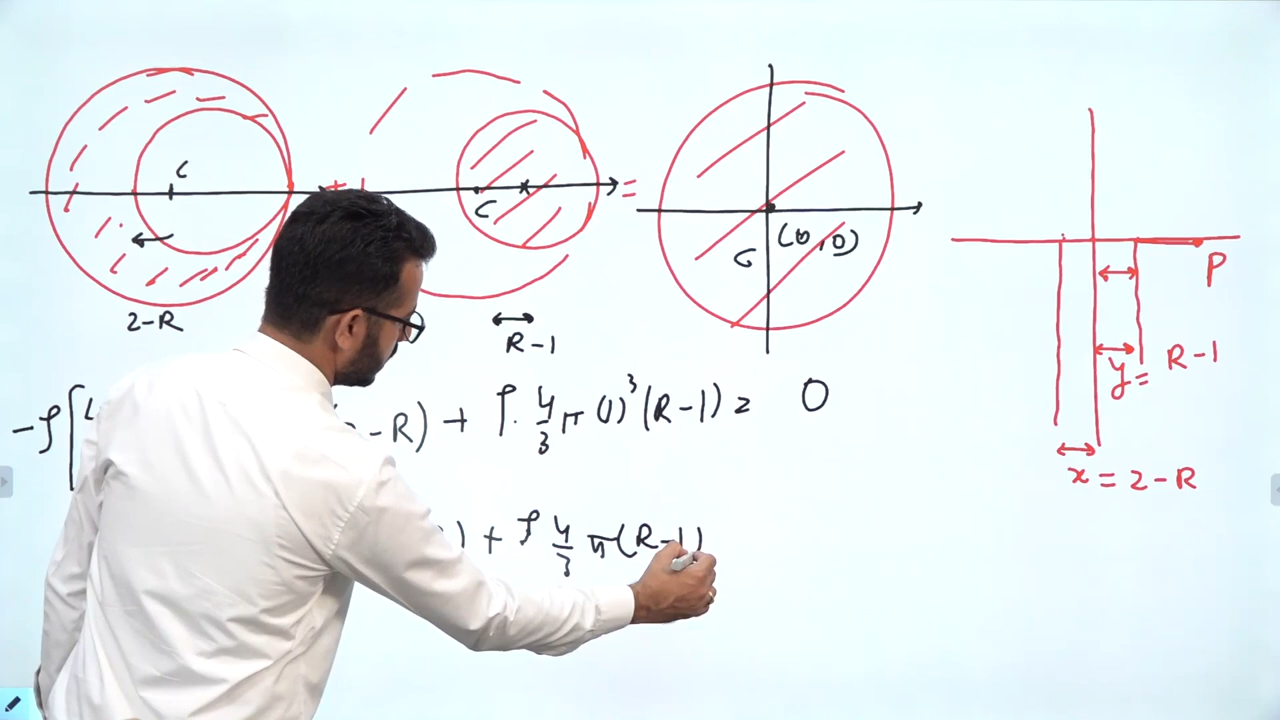 C
2-R
+
C
R-1
=
G
(0,0)
P
y = R-1
x = 2-R
-ρ[ -R) + ρ. 4/3 π (1)³ (R-1) = 0
) + ρ 4/3 π (R-1)